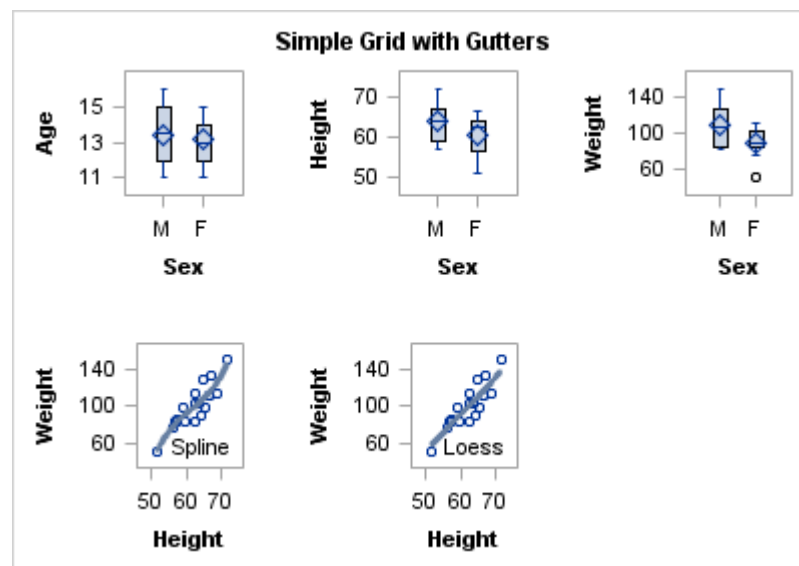 Simple Grid with Gutters
Age
15
13
11
M F
Sex
Height
70
60
50
M F
Sex
Weight
140
100
60
M F
Sex
Weight
140
100
60
Spline
50 60 70
Height
Weight
140
100
60
Loess
50 60 70
Height